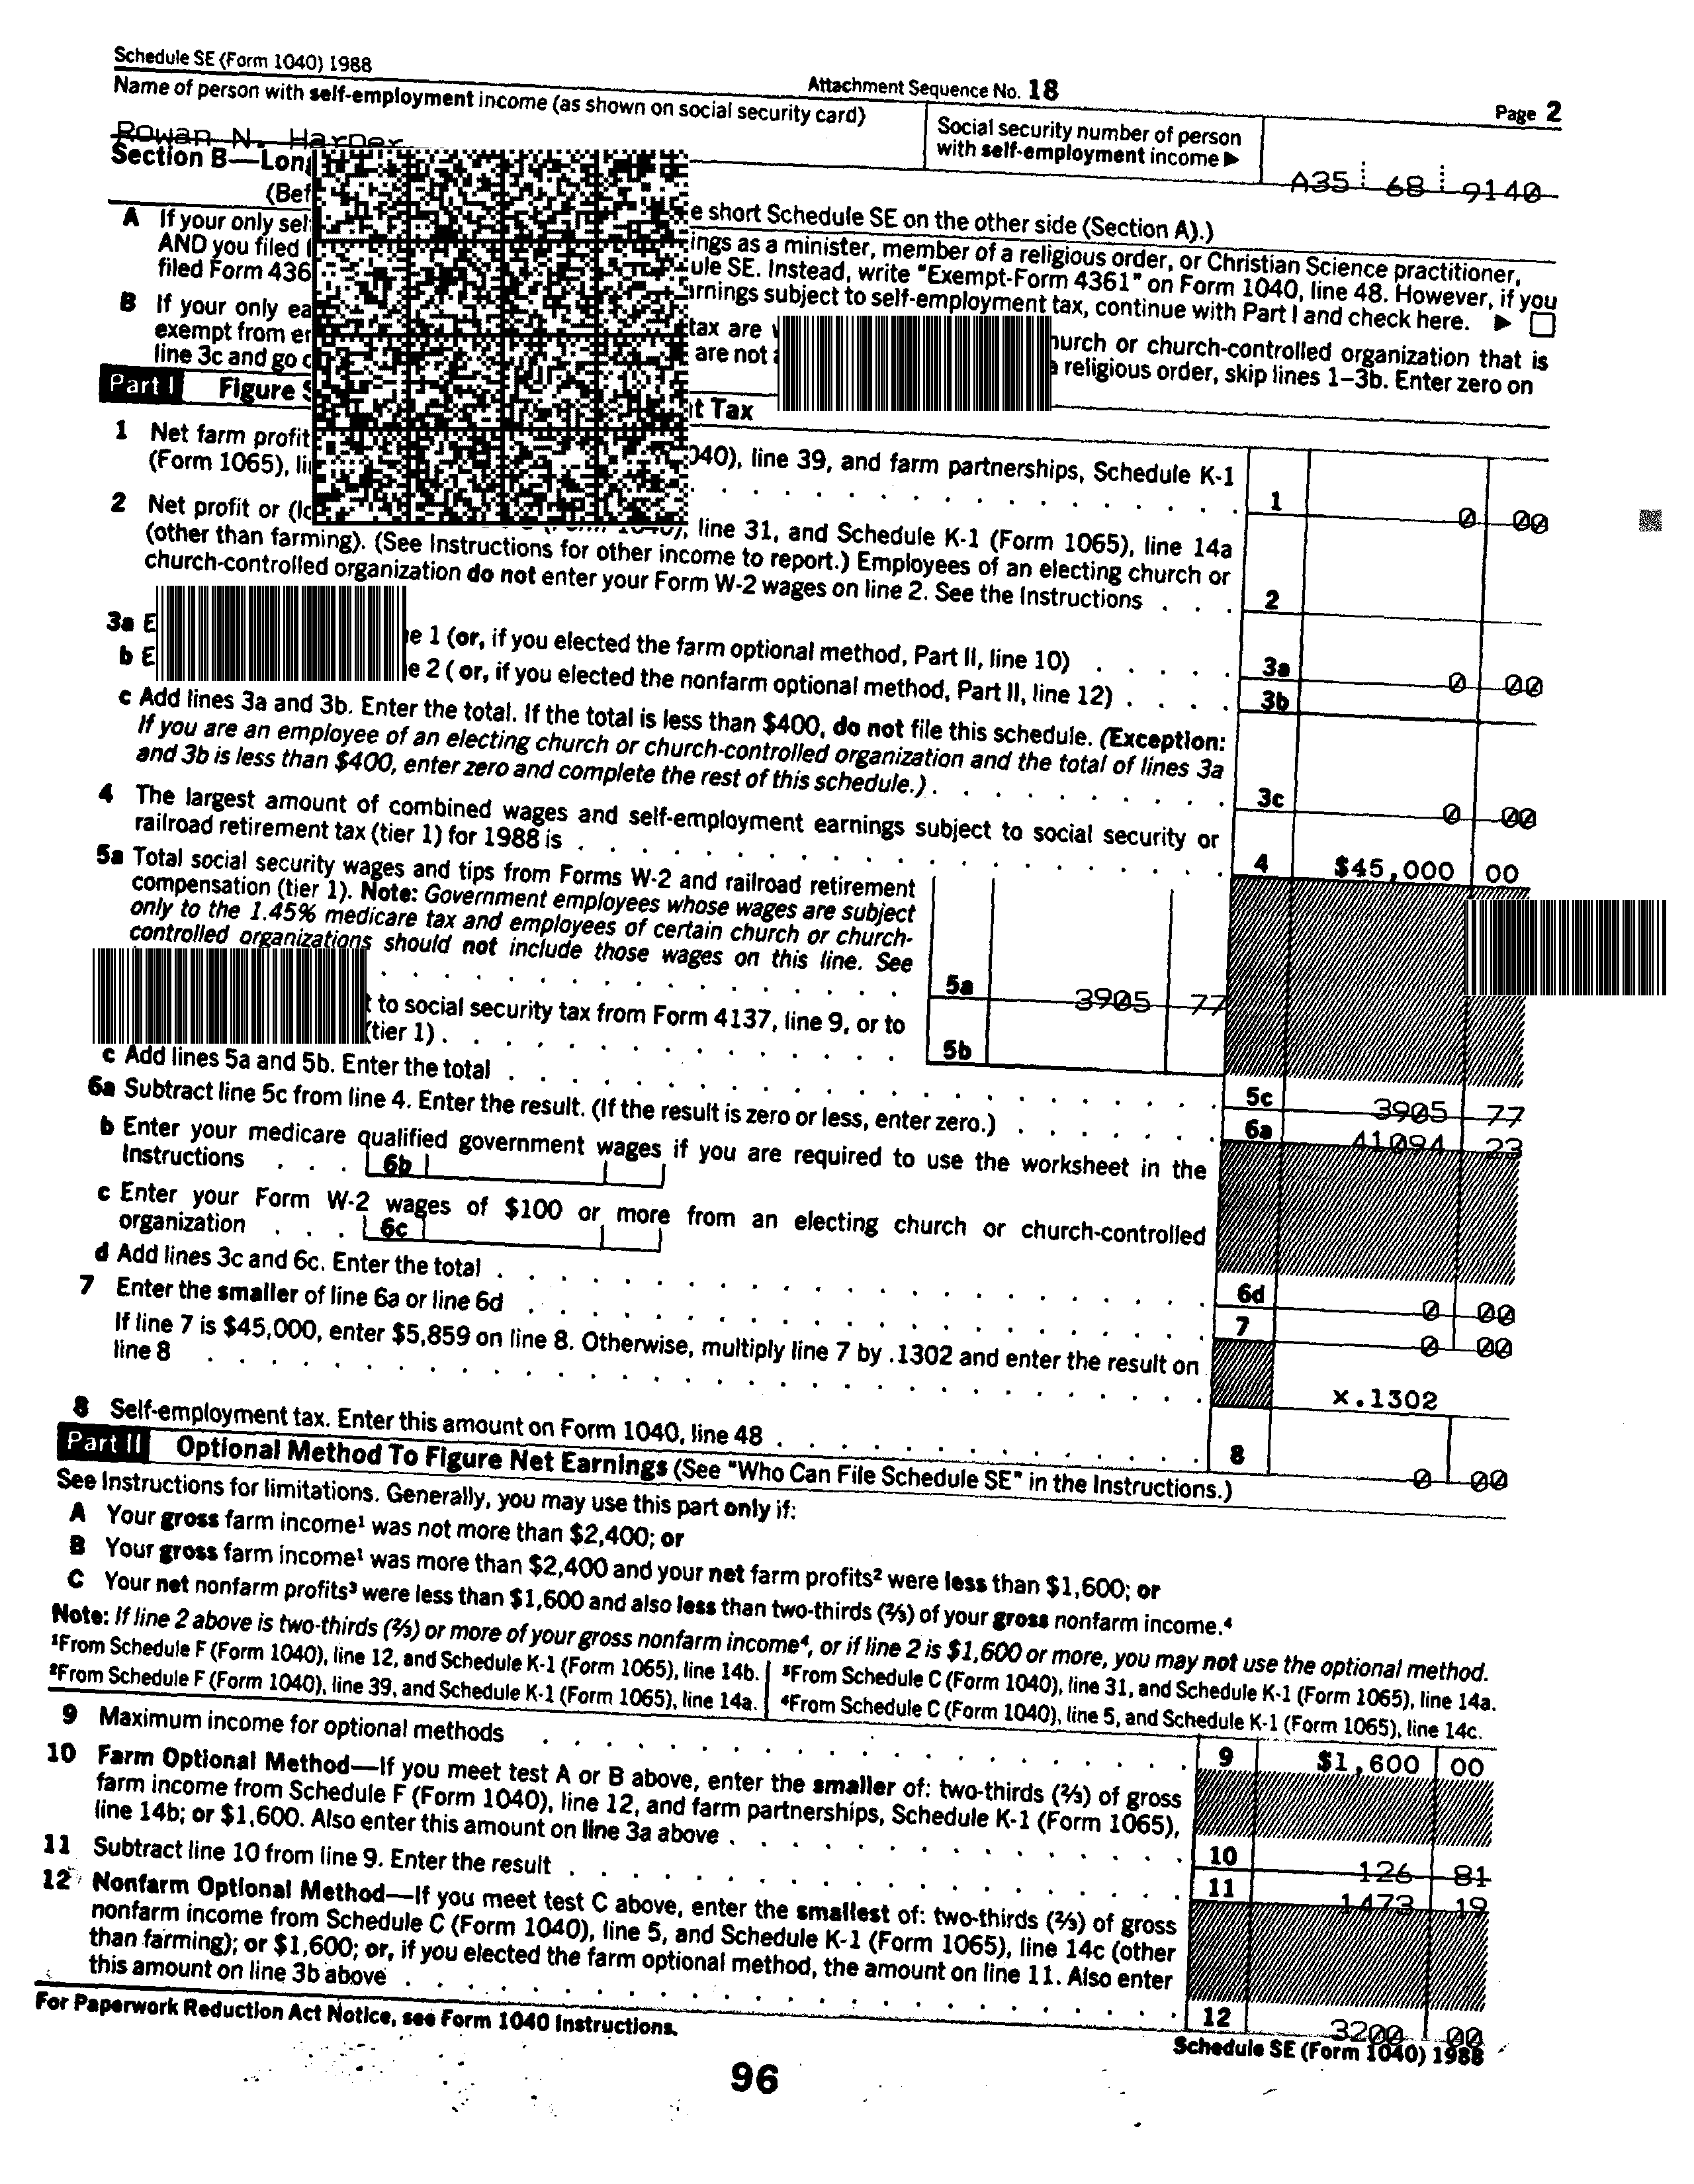 Schedule SE (Form 1040) 1988
Attachment Sequence No. 18
Page 2
Name of person with self-employment income (as shown on social security card)
Rowan N. Harper
Social security number of person
with self-employment income ▶
A35 68 9140
Section B—Long
(Bef e short Schedule SE on the other side (Section A).)
A If your only sel ings as a minister, member of a religious order, or Christian Science practitioner,
AND you filed ule SE. Instead, write "Exempt-Form 4361" on Form 1040, line 48. However, if you
filed Form 436 arnings subject to self-employment tax, continue with Part I and check here. ▶
B If your only ea tax are hurch or church-controlled organization that is
exempt from er are not a religious order, skip lines 1–3b. Enter zero on
line 3c and go
Part I Figure S t Tax
1 Net farm profit 040), line 39, and farm partnerships, Schedule K-1
(Form 1065), li . . . 1 0 00
2 Net profit or (lo line 31, and Schedule K-1 (Form 1065), line 14a
(other than farming). (See Instructions for other income to report.) Employees of an electing church or
church-controlled organization do not enter your Form W-2 wages on line 2. See the Instructions . . . 2
3a E e 1 (or, if you elected the farm optional method, Part II, line 10) . . . 3a 0 00
b E e 2 ( or, if you elected the nonfarm optional method, Part II, line 12) . . . 3b
c Add lines 3a and 3b. Enter the total. If the total is less than $400, do not file this schedule. (Exception:
If you are an employee of an electing church or church-controlled organization and the total of lines 3a
and 3b is less than $400, enter zero and complete the rest of this schedule.) . . . 3c 0 00
4 The largest amount of combined wages and self-employment earnings subject to social security or
railroad retirement tax (tier 1) for 1988 is . . . 4 $45,000 00
5a Total social security wages and tips from Forms W-2 and railroad retirement
compensation (tier 1). Note: Government employees whose wages are subject
only to the 1.45% medicare tax and employees of certain church or church-
controlled organizations should not include those wages on this line. See
. . . 5a 3905 77
t to social security tax from Form 4137, line 9, or to
(tier 1) . . . 5b
c Add lines 5a and 5b. Enter the total . . . 5c 3905 77
6a Subtract line 5c from line 4. Enter the result. (If the result is zero or less, enter zero.) . . . 6a 41094 23
b Enter your medicare qualified government wages if you are required to use the worksheet in the
Instructions . . . 6b
c Enter your Form W-2 wages of $100 or more from an electing church or church-controlled
organization . . . 6c
d Add lines 3c and 6c. Enter the total . . . 6d 0 00
7 Enter the smaller of line 6a or line 6d . . . 7 0 00
If line 7 is $45,000, enter $5,859 on line 8. Otherwise, multiply line 7 by .1302 and enter the result on
line 8 . . . x.1302
8 Self-employment tax. Enter this amount on Form 1040, line 48 . . . 8 0 00
Part II Optional Method To Figure Net Earnings (See "Who Can File Schedule SE" in the Instructions.)
See Instructions for limitations. Generally, you may use this part only if:
A Your gross farm income¹ was not more than $2,400; or
B Your gross farm income¹ was more than $2,400 and your net farm profits² were less than $1,600; or
C Your net nonfarm profits³ were less than $1,600 and also less than two-thirds (⅔) of your gross nonfarm income.⁴
Note: If line 2 above is two-thirds (⅔) or more of your gross nonfarm income⁴, or if line 2 is $1,600 or more, you may not use the optional method.
¹From Schedule F (Form 1040), line 12, and Schedule K-1 (Form 1065), line 14b.
²From Schedule F (Form 1040), line 39, and Schedule K-1 (Form 1065), line 14a.
³From Schedule C (Form 1040), line 31, and Schedule K-1 (Form 1065), line 14a.
⁴From Schedule C (Form 1040), line 5, and Schedule K-1 (Form 1065), line 14c.
9 Maximum income for optional methods . . . 9 $1,600 00
10 Farm Optional Method—If you meet test A or B above, enter the smaller of: two-thirds (⅔) of gross
farm income from Schedule F (Form 1040), line 12, and farm partnerships, Schedule K-1 (Form 1065),
line 14b; or $1,600. Also enter this amount on line 3a above . . . 10 126 81
11 Subtract line 10 from line 9. Enter the result . . . 11 1473 19
12 Nonfarm Optional Method—If you meet test C above, enter the smallest of: two-thirds (⅔) of gross
nonfarm income from Schedule C (Form 1040), line 5, and Schedule K-1 (Form 1065), line 14c (other
than farming); or $1,600; or, if you elected the farm optional method, the amount on line 11. Also enter
this amount on line 3b above . . . 12 3200 00
For Paperwork Reduction Act Notice, see Form 1040 Instructions.
Schedule SE (Form 1040) 1988
96